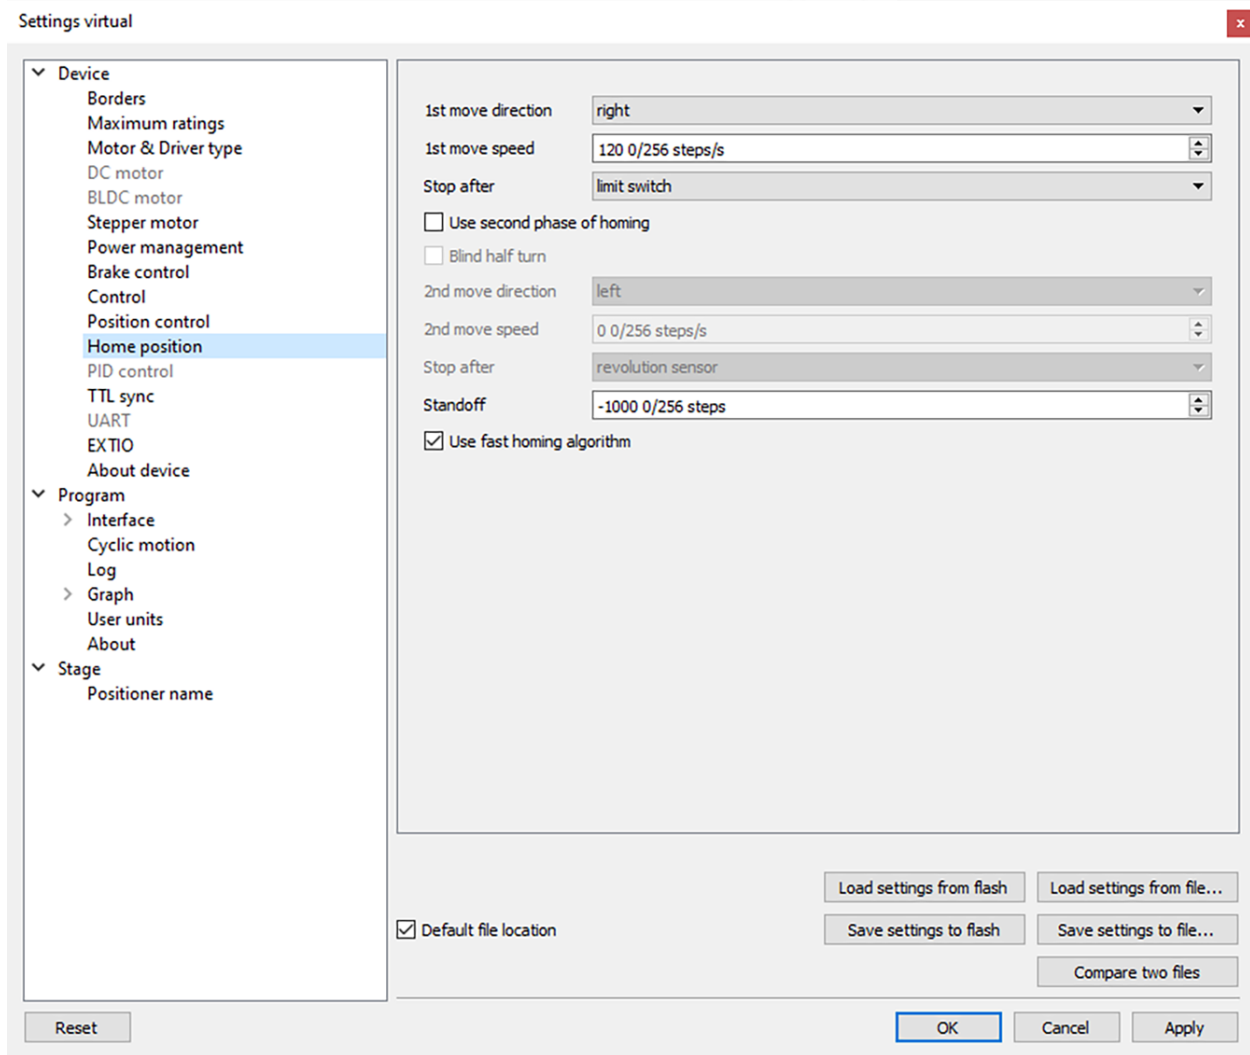 Settings virtual
x
Device
Borders
Maximum ratings
Motor & Driver type
DC motor
BLDC motor
Stepper motor
Power management
Brake control
Control
Position control
Home position
PID control
TTL sync
UART
EXTIO
About device
Program
Interface
Cyclic motion
Log
Graph
User units
About
Stage
Positioner name
1st move direction right
1st move speed 120 0/256 steps/s
Stop after limit switch
Use second phase of homing
Blind half turn
2nd move direction left
2nd move speed 0 0/256 steps/s
Stop after revolution sensor
Standoff -1000 0/256 steps
Use fast homing algorithm
Load settings from flash Load settings from file...
Default file location Save settings to flash Save settings to file...
Compare two files
Reset OK Cancel Apply